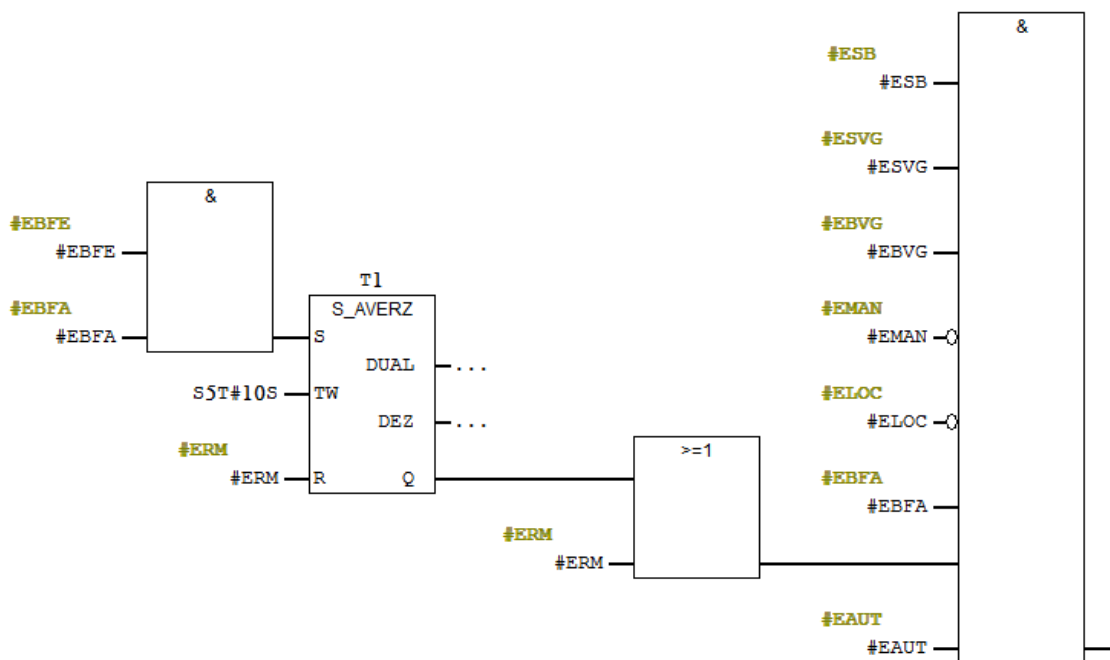 &
#ESB
#ESB
#ESVG
#ESVG
&
#EBFE
#EBFE
#EBVG
#EBVG
T1
S_AVERZ
#EBFA
#EBFA
S
#EMAN
#EMAN
DUAL
...
S5T#10S
TW
#ELOC
#ELOC
DEZ
...
>=1
#ERM
#ERM
R
Q
#EBFA
#EBFA
#ERM
#ERM
#EAUT
#EAUT